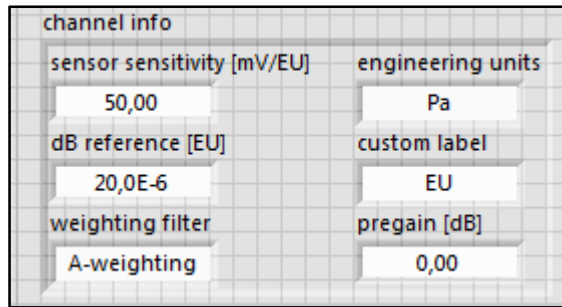 channel info
sensor sensitivity [mV/EU] engineering units
50,00 Pa
dB reference [EU] custom label
20,0E-6 EU
weighting filter pregain [dB]
A-weighting 0,00